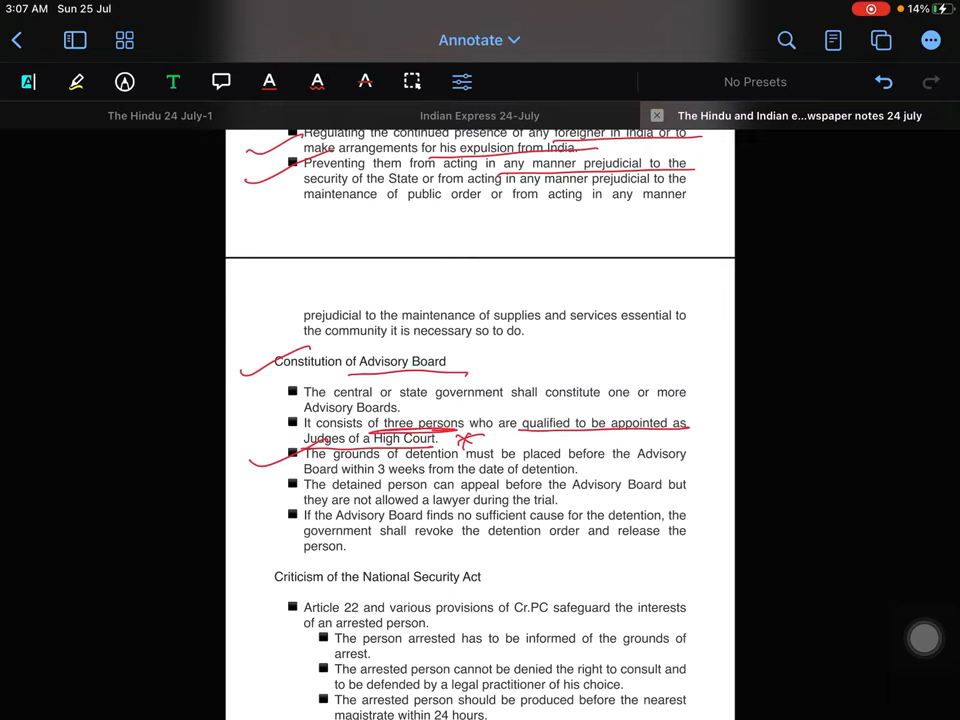 3:07 AM Sun 25 Jul
14%
Annotate
No Presets
The Hindu 24 July-1
Indian Express 24-July
The Hindu and Indian e...wspaper notes 24 july
Regulating the continued presence of any foreigner in India or to
make arrangements for his expulsion from India.
Preventing them from acting in any manner prejudicial to the
security of the State or from acting in any manner prejudicial to the
maintenance of public order or from acting in any manner
prejudicial to the maintenance of supplies and services essential to
the community it is necessary so to do.
Constitution of Advisory Board
The central or state government shall constitute one or more
Advisory Boards.
It consists of three persons who are qualified to be appointed as
Judges of a High Court.
The grounds of detention must be placed before the Advisory
Board within 3 weeks from the date of detention.
The detained person can appeal before the Advisory Board but
they are not allowed a lawyer during the trial.
If the Advisory Board finds no sufficient cause for the detention, the
government shall revoke the detention order and release the
person.
Criticism of the National Security Act
Article 22 and various provisions of Cr.PC safeguard the interests
of an arrested person.
The person arrested has to be informed of the grounds of
arrest.
The arrested person cannot be denied the right to consult and
to be defended by a legal practitioner of his choice.
The arrested person should be produced before the nearest
magistrate within 24 hours.